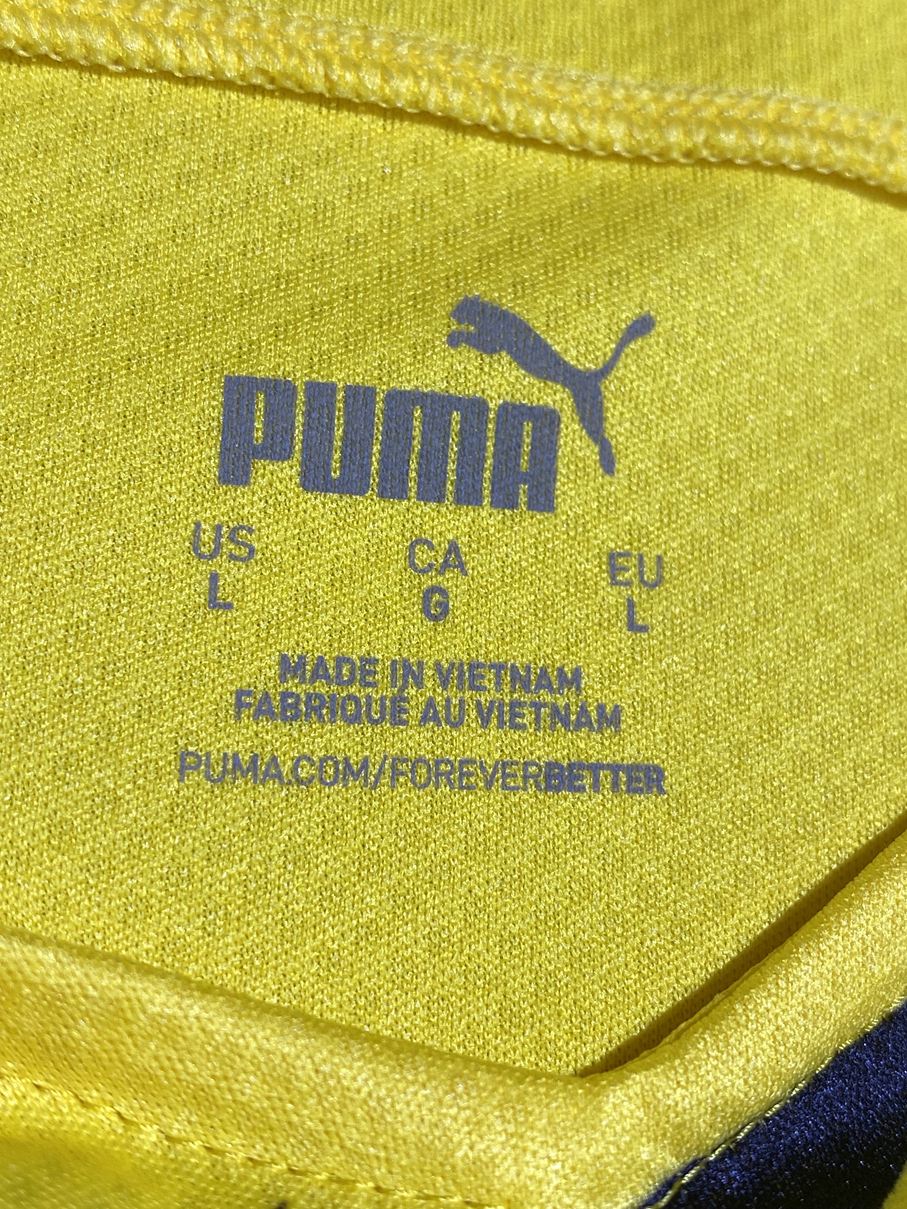 PUMA
US CA EU
L G L
MADE IN VIETNAM
FABRIQUÉ AU VIETNAM
PUMA.COM/FOREVERBETTER